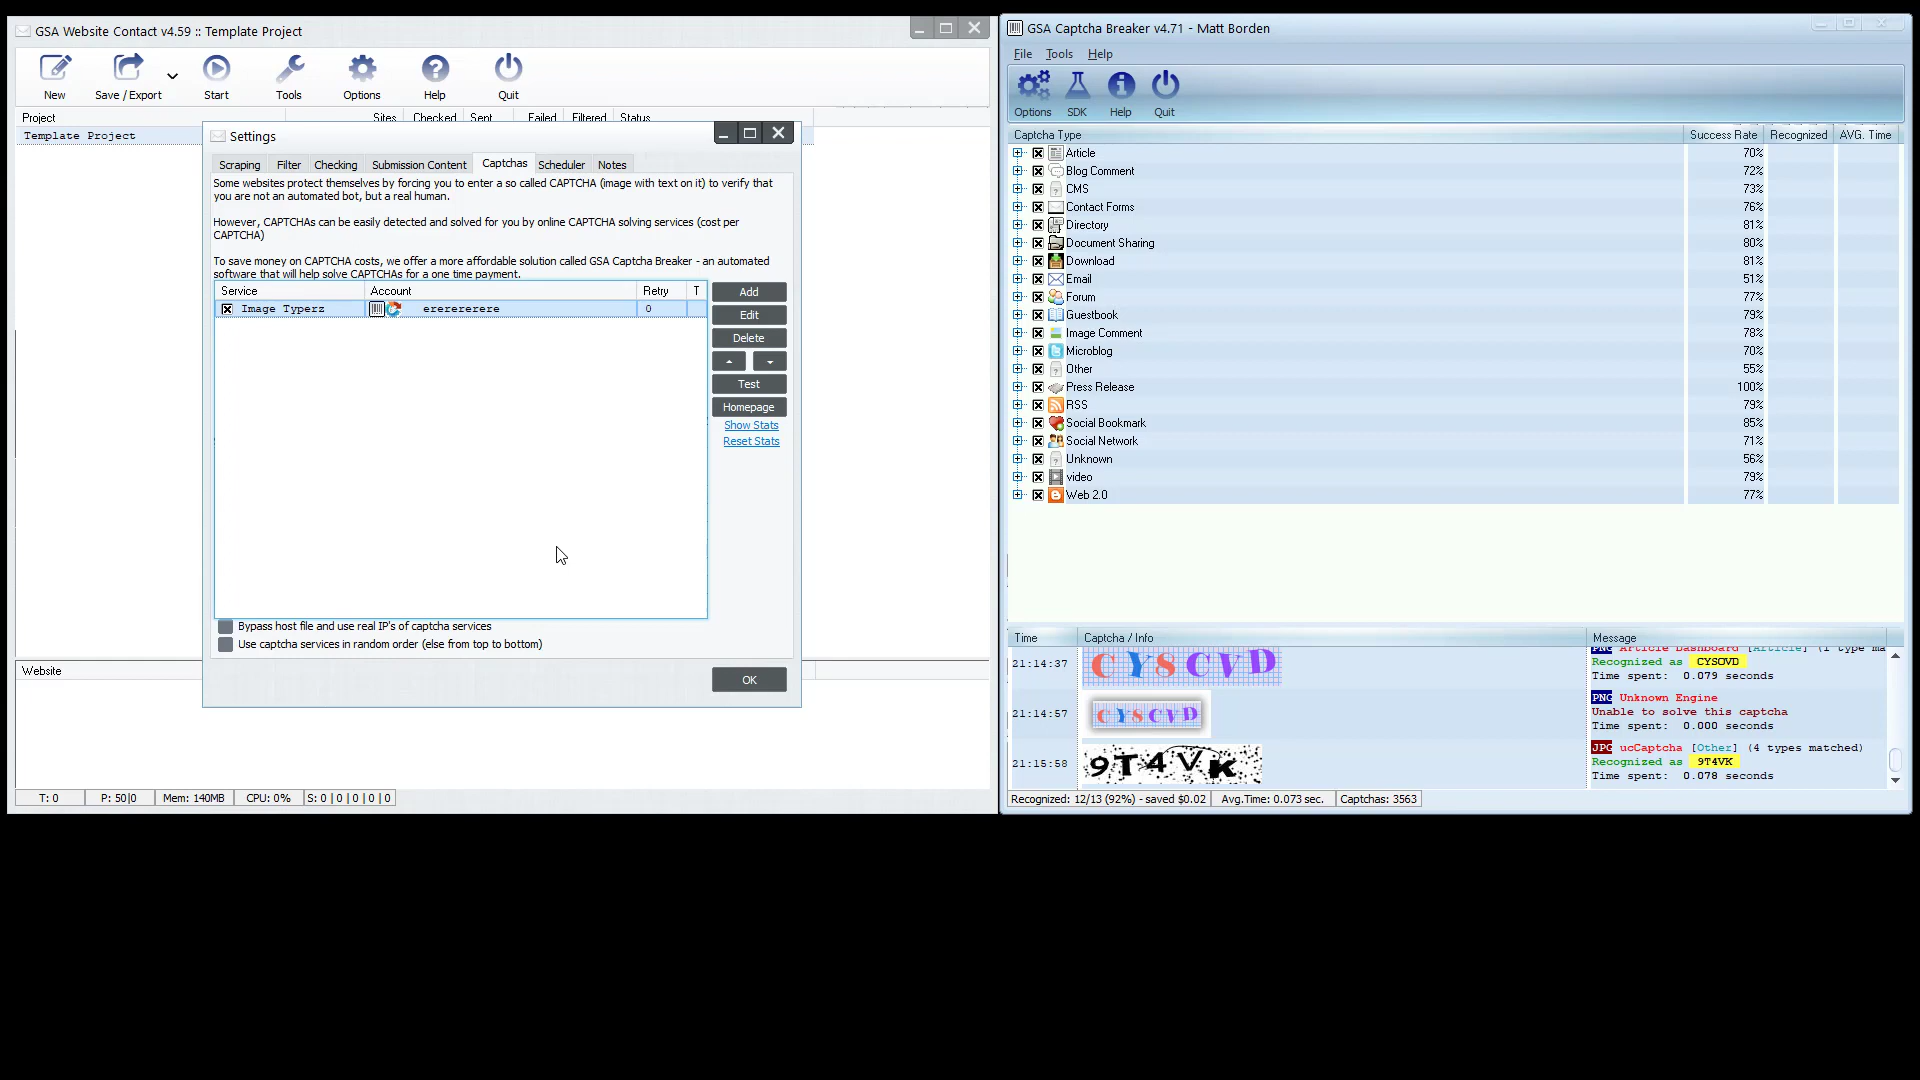 GSA Website Contact v4.59 :: Template Project
New
Save / Export
Start
Tools
Options
Help
Quit
Project
Sites
Checked
Sent
Failed
Filtered
Status
Template Project
Settings
Scraping
Filter
Checking
Submission Content
Captchas
Scheduler
Notes
Some websites protect themselves by forcing you to enter a so called CAPTCHA (image with text on it) to verify that
you are not an automated bot, but a real human.
However, CAPTCHAs can be easily detected and solved for you by online CAPTCHA solving services (cost per
CAPTCHA)
To save money on CAPTCHA costs, we offer a more affordable solution called GSA Captcha Breaker - an automated
software that will help solve CAPTCHAs for a one time payment.
Service
Account
Retry
T
Image Typerz
erererere​re
0
Add
Edit
Delete
Test
Homepage
Show Stats
Reset Stats
Bypass host file and use real IP's of captcha services
Use captcha services in random order (else from top to bottom)
OK
Website
T: 0
P: 50|0
Mem: 140MB
CPU: 0%
S: 0 | 0 | 0 | 0 | 0
GSA Captcha Breaker v4.71 - Matt Borden
File
Tools
Help
Options
SDK
Help
Quit
Captcha Type
Success Rate
Recognized
AVG. Time
Article 70%
Blog Comment 72%
CMS 73%
Contact Forms 76%
Directory 81%
Document Sharing 80%
Download 81%
Email 51%
Forum 77%
Guestbook 79%
Image Comment 78%
Microblog 70%
Other 55%
Press Release 100%
RSS 79%
Social Bookmark 85%
Social Network 71%
Unknown 56%
video 79%
Web 2.0 77%
Time
Captcha / Info
Message
21:14:37
CYSCVD
PNG Article Dashboard [Article] (1 type ma
Recognized as CYSOVD
Time spent: 0.079 seconds
21:14:57
CYSCVD
PNG Unknown Engine
Unable to solve this captcha
Time spent: 0.000 seconds
21:15:58
9T4VK
JPG ucCaptcha [Other] (4 types matched)
Recognized as 9T4VK
Time spent: 0.078 seconds
Recognized: 12/13 (92%) - saved $0.02
Avg.Time: 0.073 sec.
Captchas: 3563